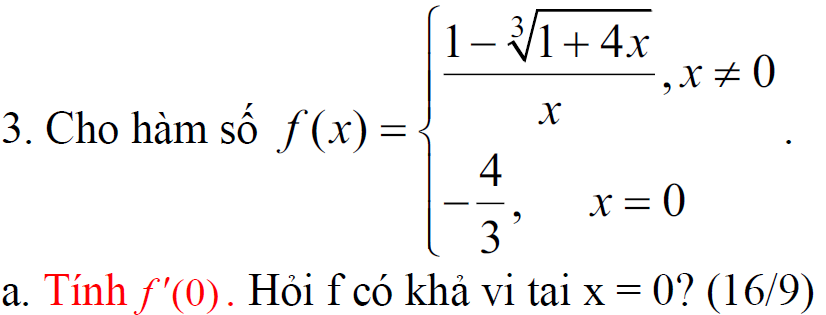 3. Cho hàm số f(x) = { (1 − ∛(1 + 4x)) / x, x ≠ 0
−4/3, x = 0 .
a. Tính f′(0). Hỏi f có khả vi tai x = 0? (16/9)